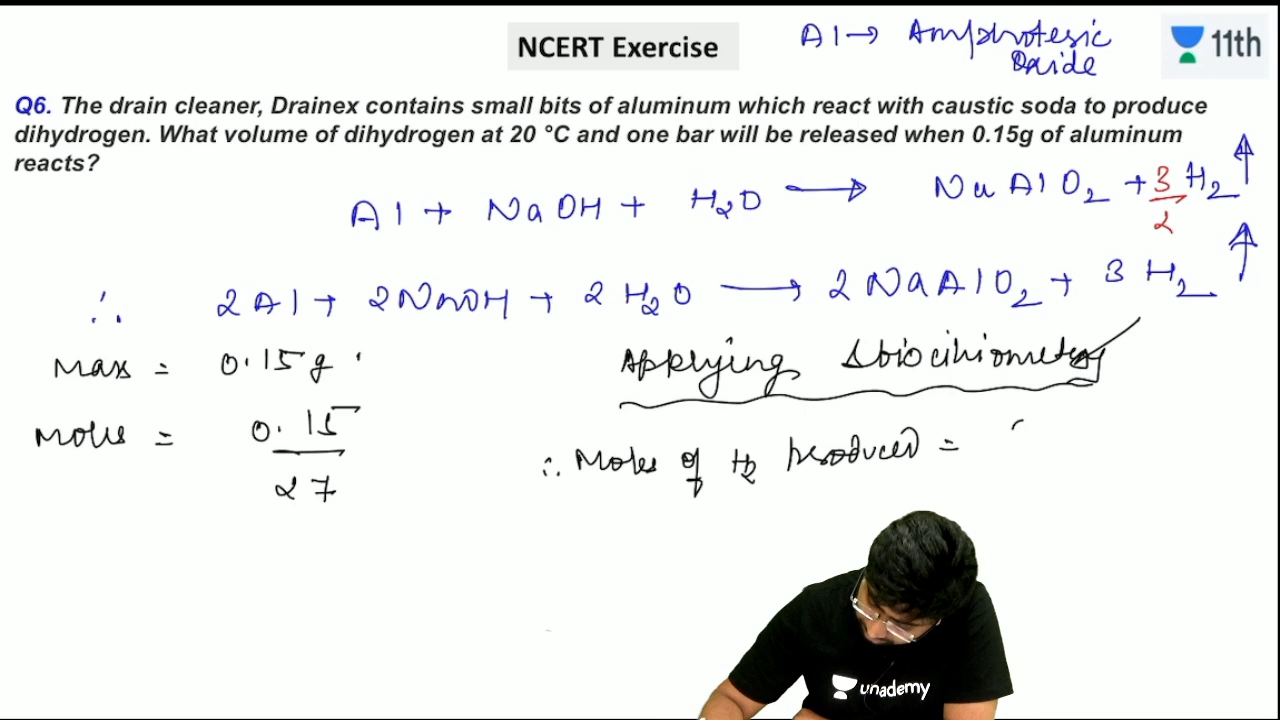 NCERT Exercise
Al → Amphoteric
Oxide
11th
Q6. The drain cleaner, Drainex contains small bits of aluminum which react with caustic soda to produce
dihydrogen. What volume of dihydrogen at 20 °C and one bar will be released when 0.15g of aluminum
reacts?
Al + NaOH + H₂O → NaAlO₂ + 3/2 H₂ ↑
∴ 2Al + 2NaOH + 2H₂O → 2NaAlO₂ + 3H₂ ↑
Mass = 0.15g
Applying Stoichiometry
Moles = 0.15/27
∴ Moles of H₂ produced =
unademy